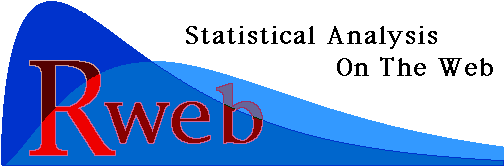 Statistical Analysis
On The Web
Rweb